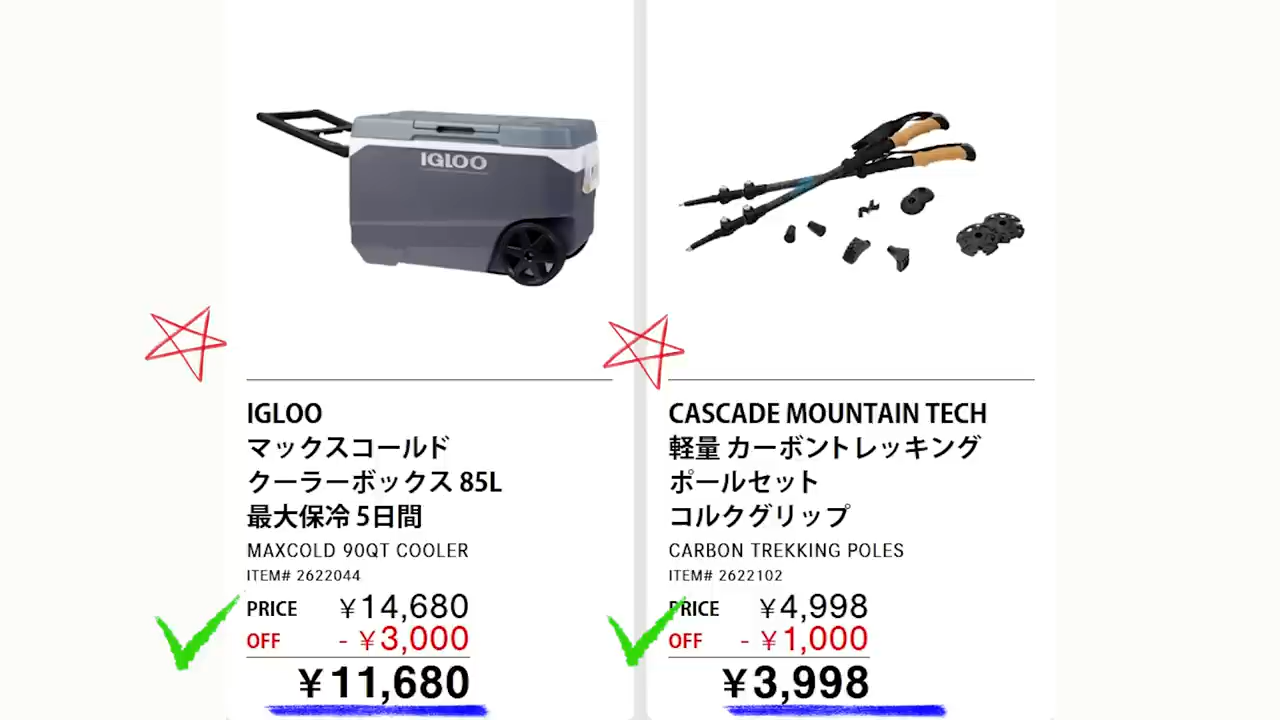 IGLOO
IGLOO
マックスコールド
クーラーボックス 85L
最大保冷 5日間
MAXCOLD 90QT COOLER
ITEM# 2622044
PRICE ￥14,680
OFF - ￥3,000
￥11,680
CASCADE MOUNTAIN TECH
軽量 カーボントレッキング
ポールセット
コルクグリップ
CARBON TREKKING POLES
ITEM# 2622102
PRICE ￥4,998
OFF - ￥1,000
￥3,998